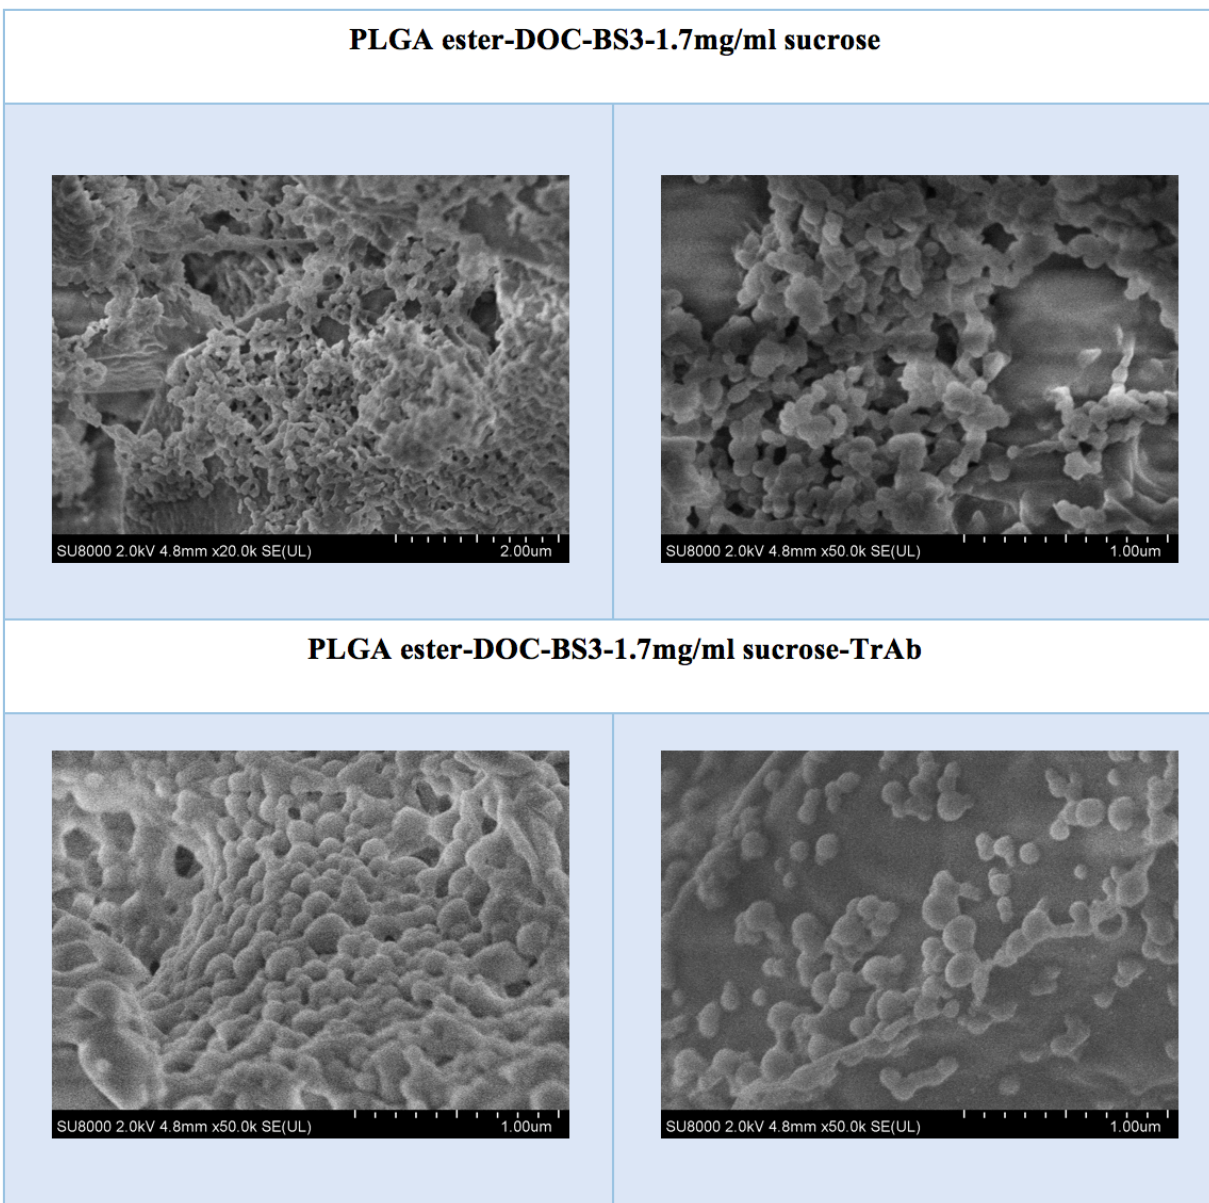 PLGA ester-DOC-BS3-1.7mg/ml sucrose
SU8000 2.0kV 4.8mm x20.0k SE(UL) 2.00um
SU8000 2.0kV 4.8mm x50.0k SE(UL) 1.00um
PLGA ester-DOC-BS3-1.7mg/ml sucrose-TrAb
SU8000 2.0kV 4.8mm x50.0k SE(UL) 1.00um
SU8000 2.0kV 4.8mm x50.0k SE(UL) 1.00um